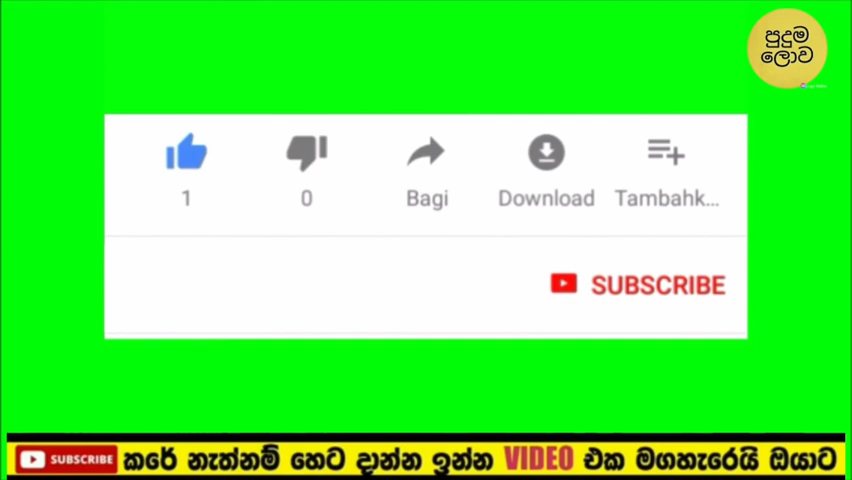 පුදුම
ලොව
1 0 Bagi Download Tambahk...
SUBSCRIBE
SUBSCRIBE කරේ නැත්නම් හෙට දාන්න ඉන්න VIDEO එක මගහැරෙයි ඔයාට